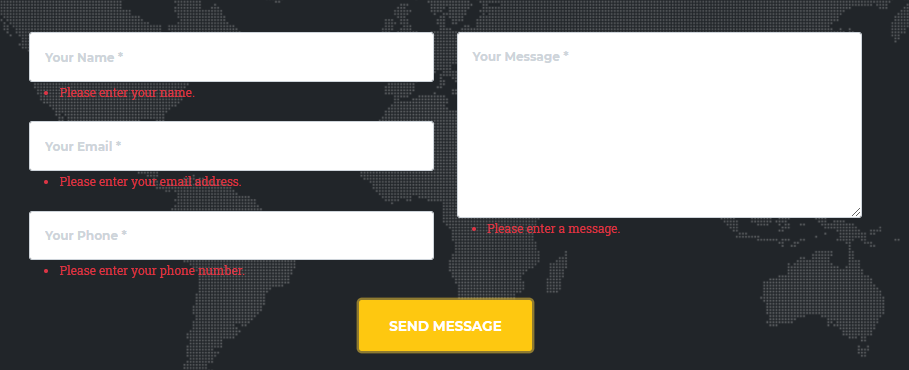 Your Name *
Please enter your name.
Your Email *
Please enter your email address.
Your Phone *
Please enter your phone number.
Your Message *
Please enter a message.
SEND MESSAGE